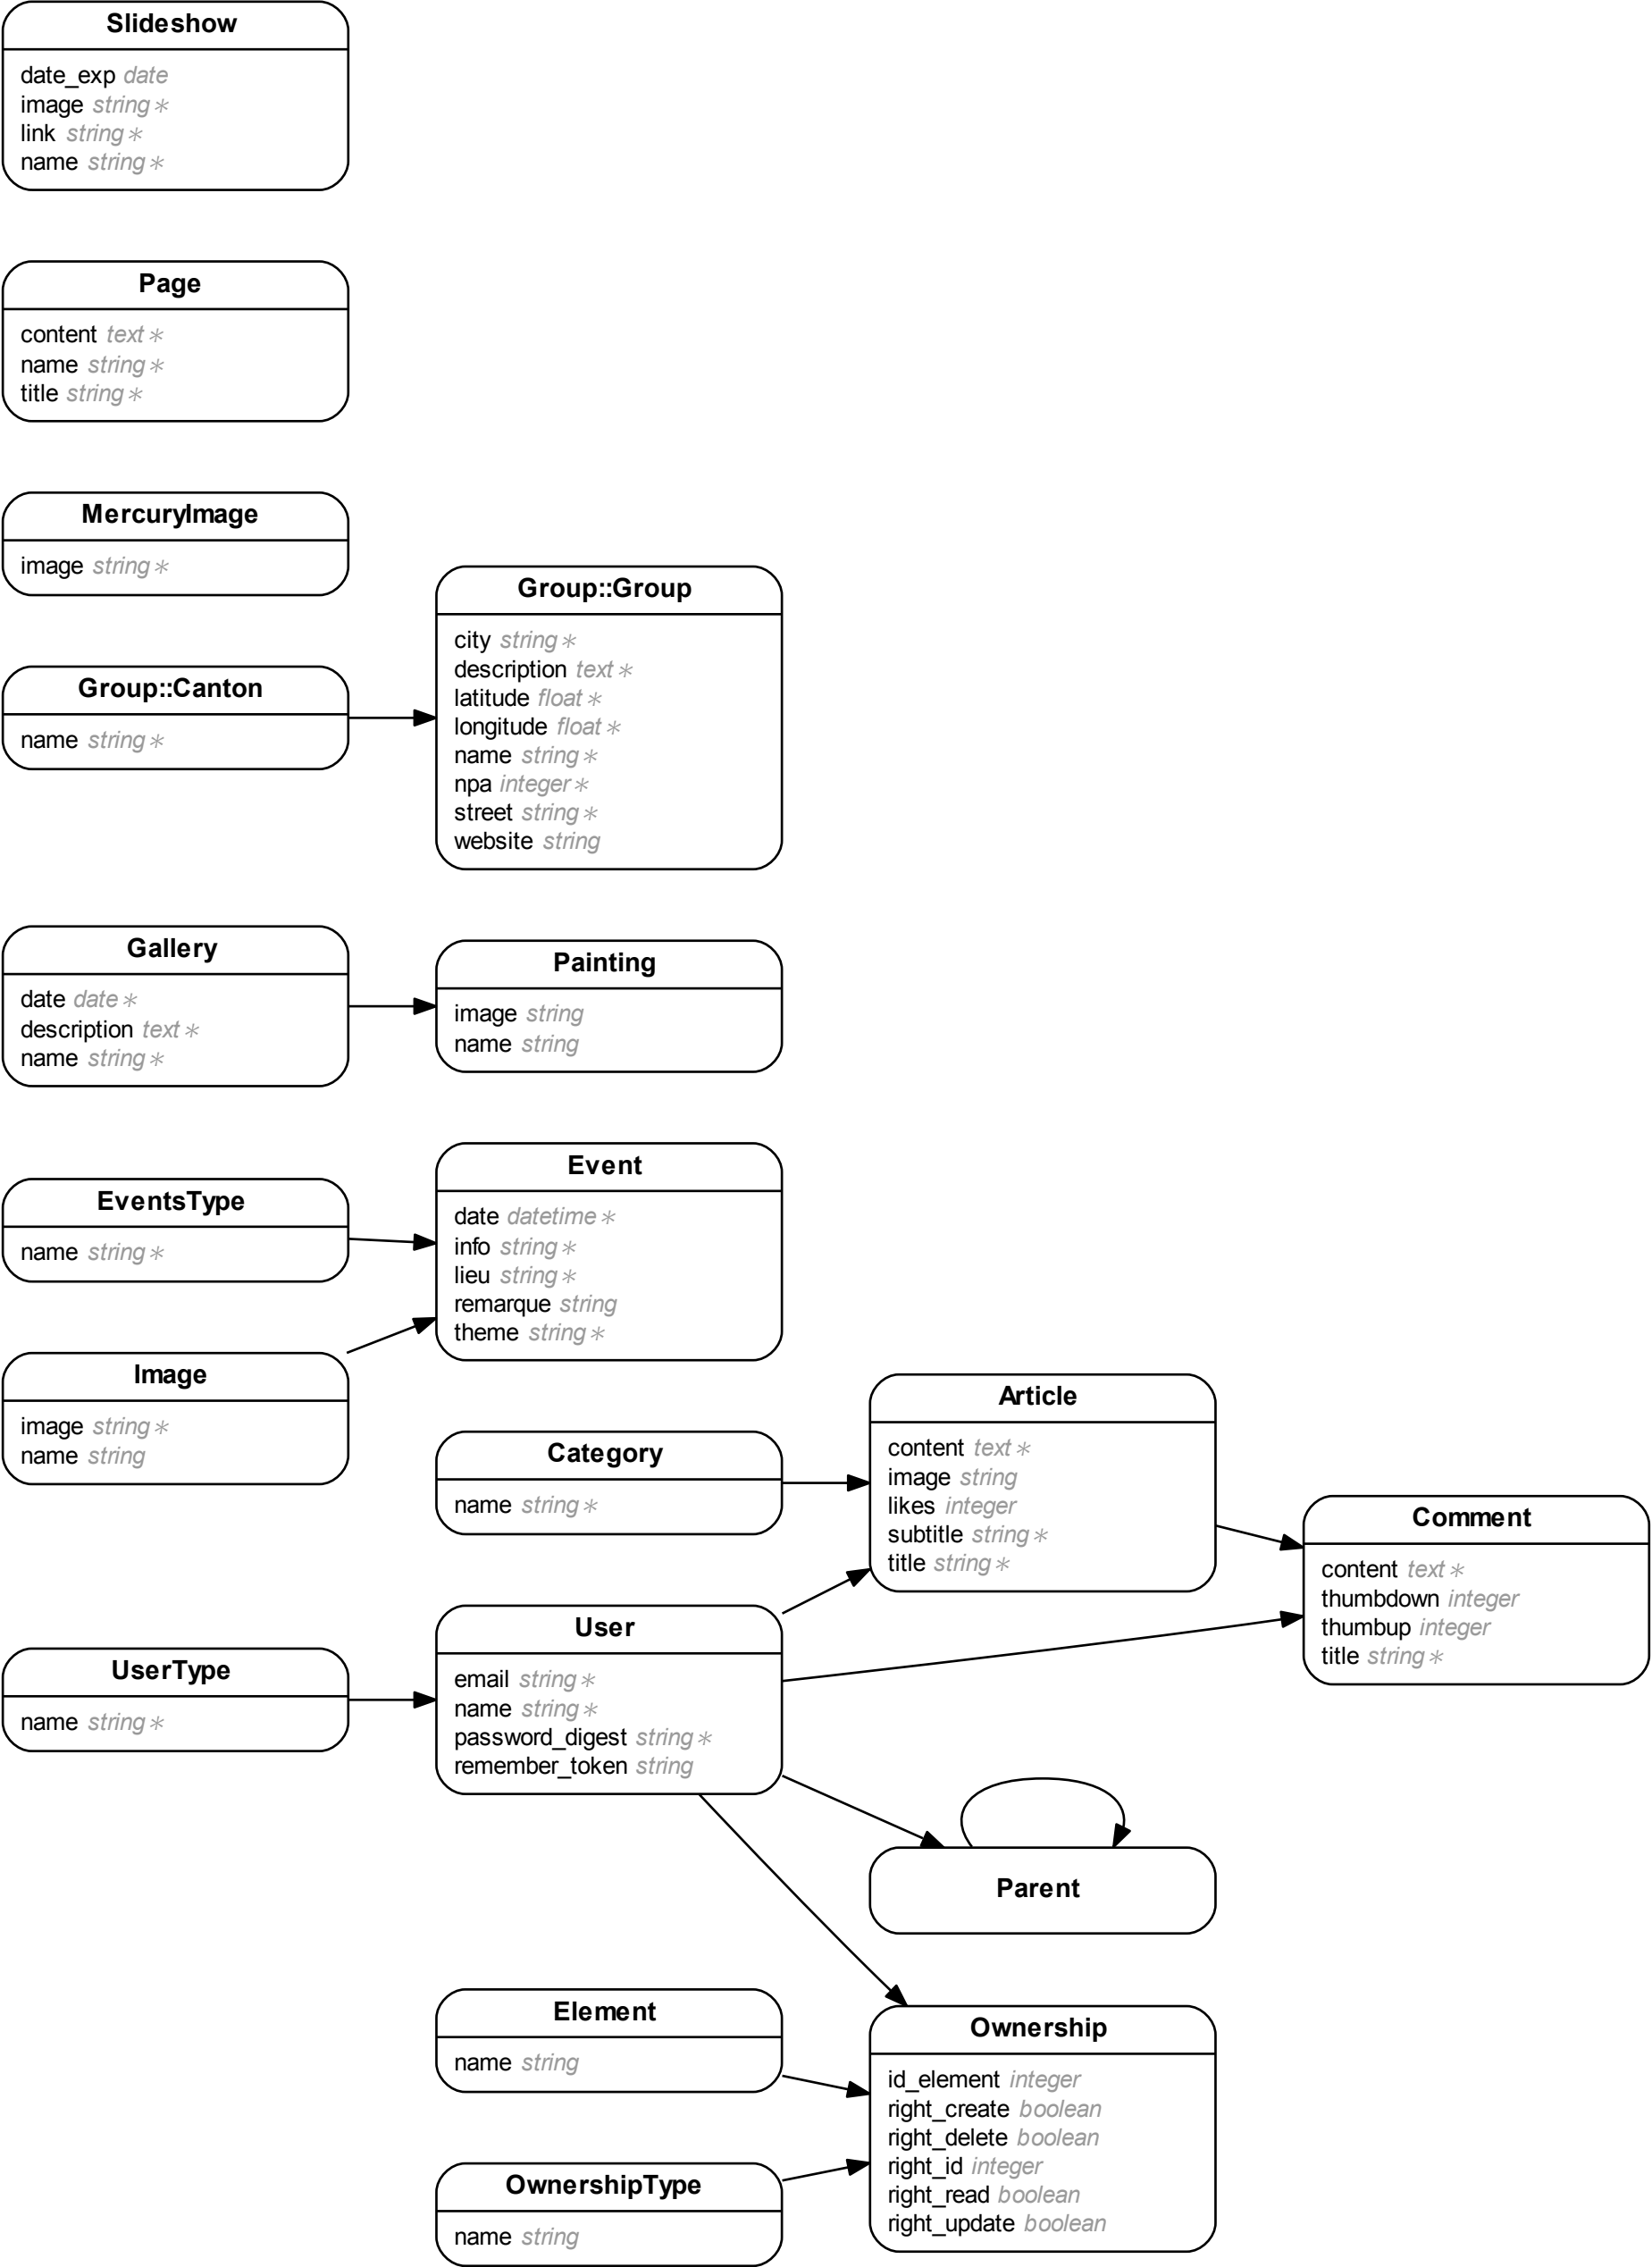 Slideshow
date_exp date
image string ∗
link string ∗
name string ∗
Page
content text ∗
name string ∗
title string ∗
MercuryImage
image string ∗
Group::Canton
name string ∗
Group::Group
city string ∗
description text ∗
latitude float ∗
longitude float ∗
name string ∗
npa integer ∗
street string ∗
website string
Gallery
date date ∗
description text ∗
name string ∗
Painting
image string
name string
EventsType
name string ∗
Event
date datetime ∗
info string ∗
lieu string ∗
remarque string
theme string ∗
Image
image string ∗
name string
Category
name string ∗
Article
content text ∗
image string
likes integer
subtitle string ∗
title string ∗
Comment
content text ∗
thumbdown integer
thumbup integer
title string ∗
UserType
name string ∗
User
email string ∗
name string ∗
password_digest string ∗
remember_token string
Parent
Element
name string
Ownership
id_element integer
right_create boolean
right_delete boolean
right_id integer
right_read boolean
right_update boolean
OwnershipType
name string